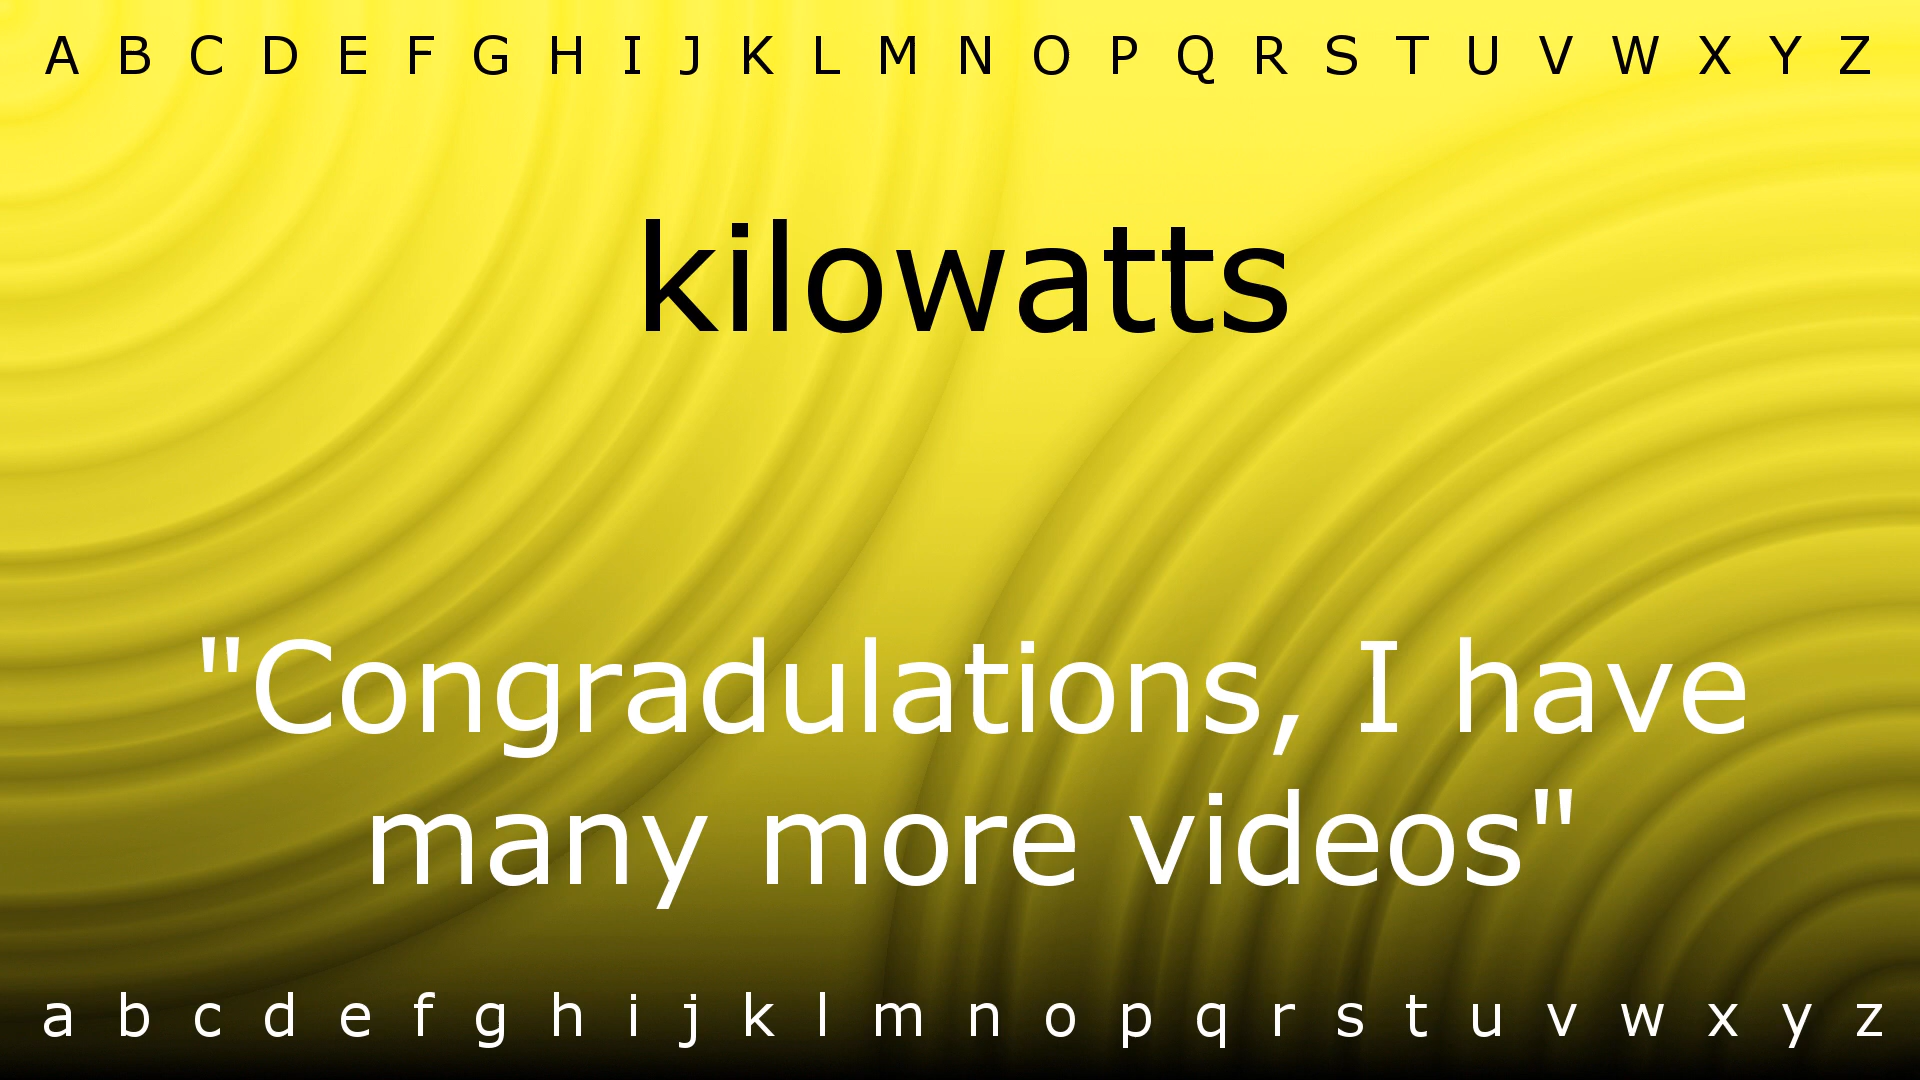 A B C D E F G H I J K L M N O P Q R S T U V W X Y Z
kilowatts
"Congradulations, I have
many more videos"
a b c d e f g h i j k l m n o p q r s t u v w x y z